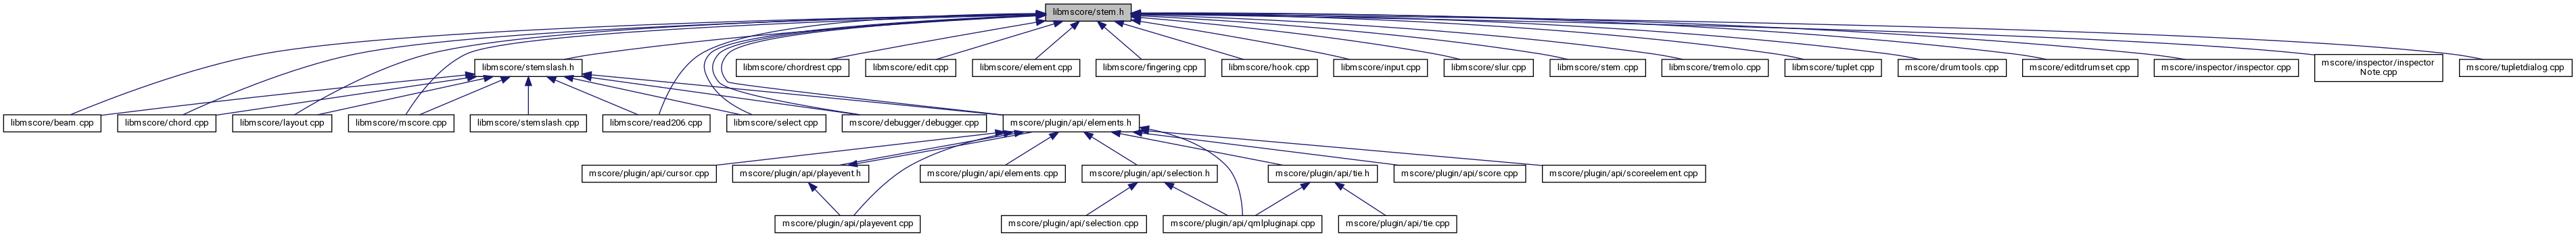 libmscore/stem.h
libmscore/stemslash.h
libmscore/chordrest.cpp
libmscore/edit.cpp
libmscore/element.cpp
libmscore/fingering.cpp
libmscore/hook.cpp
libmscore/input.cpp
libmscore/slur.cpp
libmscore/stem.cpp
libmscore/tremolo.cpp
libmscore/tuplet.cpp
mscore/drumtools.cpp
mscore/editdrumset.cpp
mscore/inspector/inspector.cpp
mscore/inspector/inspector
Note.cpp
mscore/tupletdialog.cpp
libmscore/beam.cpp
libmscore/chord.cpp
libmscore/layout.cpp
libmscore/mscore.cpp
libmscore/stemslash.cpp
libmscore/read206.cpp
libmscore/select.cpp
mscore/debugger/debugger.cpp
mscore/plugin/api/elements.h
mscore/plugin/api/cursor.cpp
mscore/plugin/api/playevent.h
mscore/plugin/api/elements.cpp
mscore/plugin/api/selection.h
mscore/plugin/api/tie.h
mscore/plugin/api/score.cpp
mscore/plugin/api/scoreelement.cpp
mscore/plugin/api/playevent.cpp
mscore/plugin/api/selection.cpp
mscore/plugin/api/qmlpluginapi.cpp
mscore/plugin/api/tie.cpp